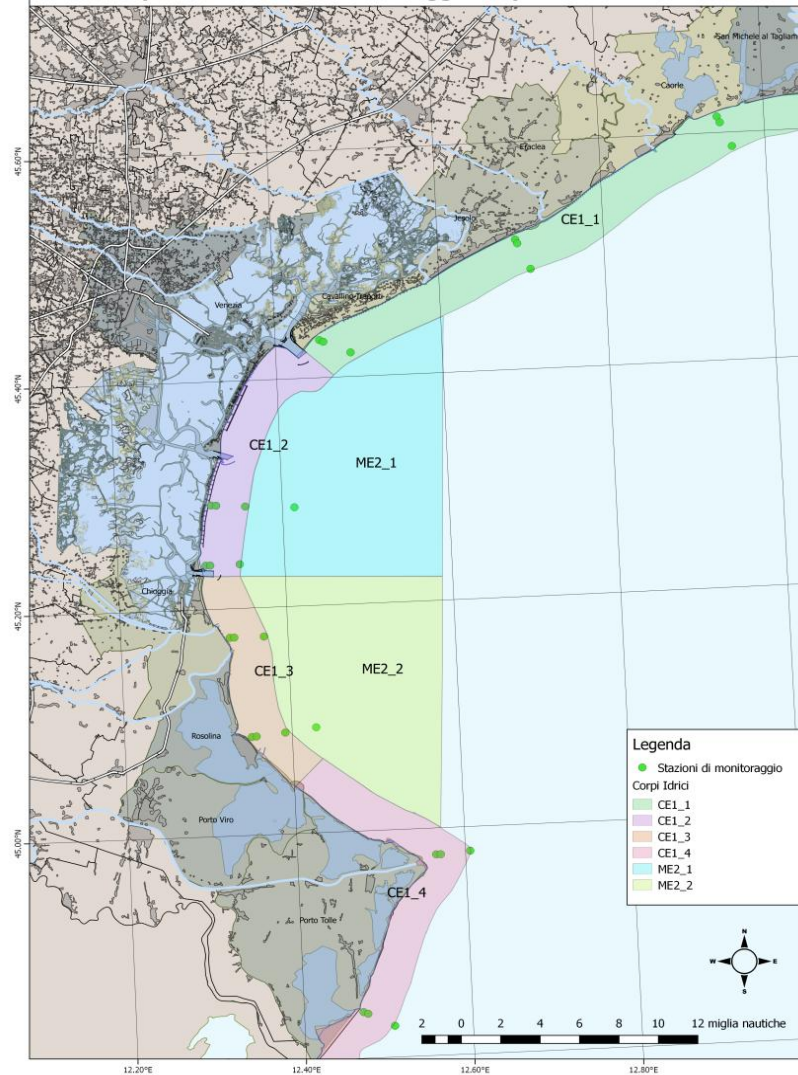 San Michele al Tagliamento
Caorle
45.60°N
Eraclea
CE1_1
Jesolo
Venezia
Cavallino-Treporti
45.40°N
CE1_2
ME2_1
Chioggia
45.20°N
CE1_3
ME2_2
Rosolina
Legenda
Stazioni di monitoraggio
Corpi Idrici
CE1_1
CE1_2
CE1_3
CE1_4
ME2_1
ME2_2
Porto Viro
45.00°N
CE1_4
Porto Tolle
N
W
E
S
2 0 2 4 6 8 10 12 miglia nautiche
12.20°E 12.40°E 12.60°E 12.80°E